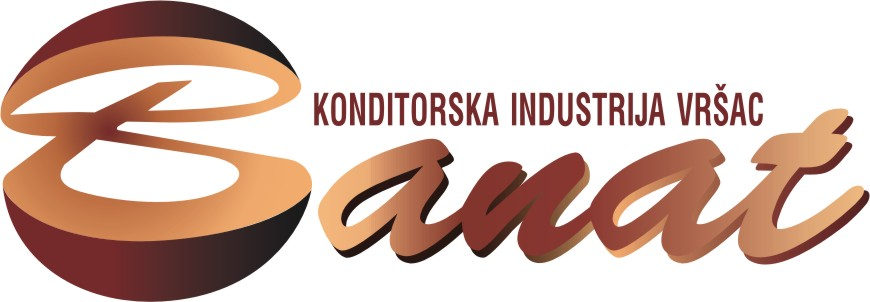 KONDITORSKA INDUSTRIJA VRŠAC
Banat